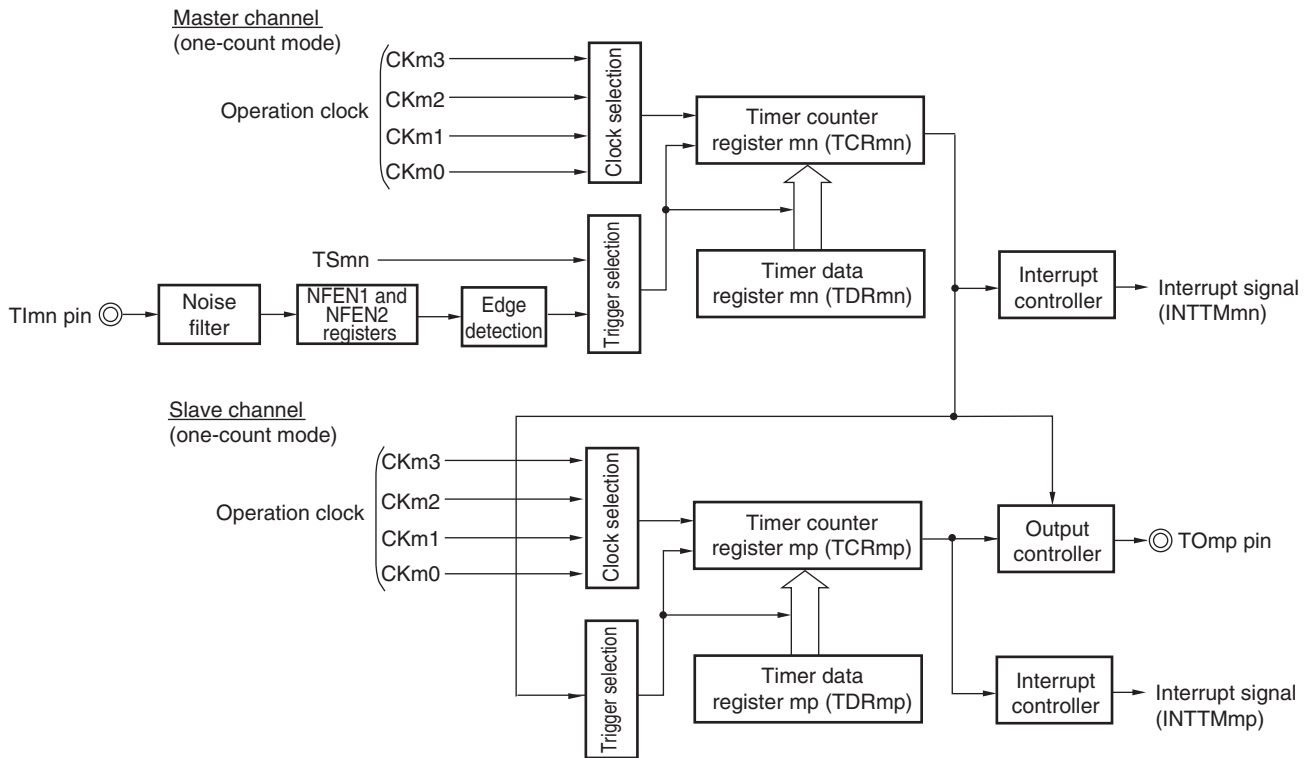 Master channel
(one-count mode)
CKm3
CKm2
Operation clock
CKm1
CKm0
Clock selection
Timer counter
register mn (TCRmn)
TSmn
Trigger selection
Timer data
register mn (TDRmn)
TImn pin
Noise
filter
NFEN1 and
NFEN2
registers
Edge
detection
Interrupt
controller
Interrupt signal
(INTTMmn)
Slave channel
(one-count mode)
CKm3
CKm2
Operation clock
CKm1
CKm0
Clock selection
Timer counter
register mp (TCRmp)
Output
controller
TOmp pin
Trigger selection
Timer data
register mp (TDRmp)
Interrupt
controller
Interrupt signal
(INTTMmp)